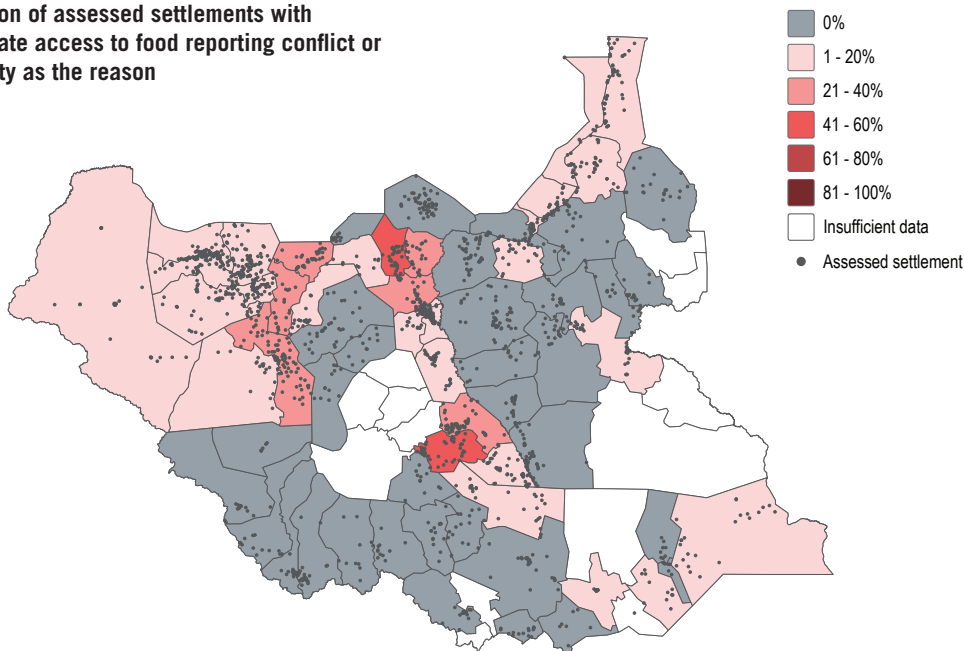 on of assessed settlements with
ate access to food reporting conflict or
ty as the reason
0%
1 - 20%
21 - 40%
41 - 60%
61 - 80%
81 - 100%
Insufficient data
Assessed settlement